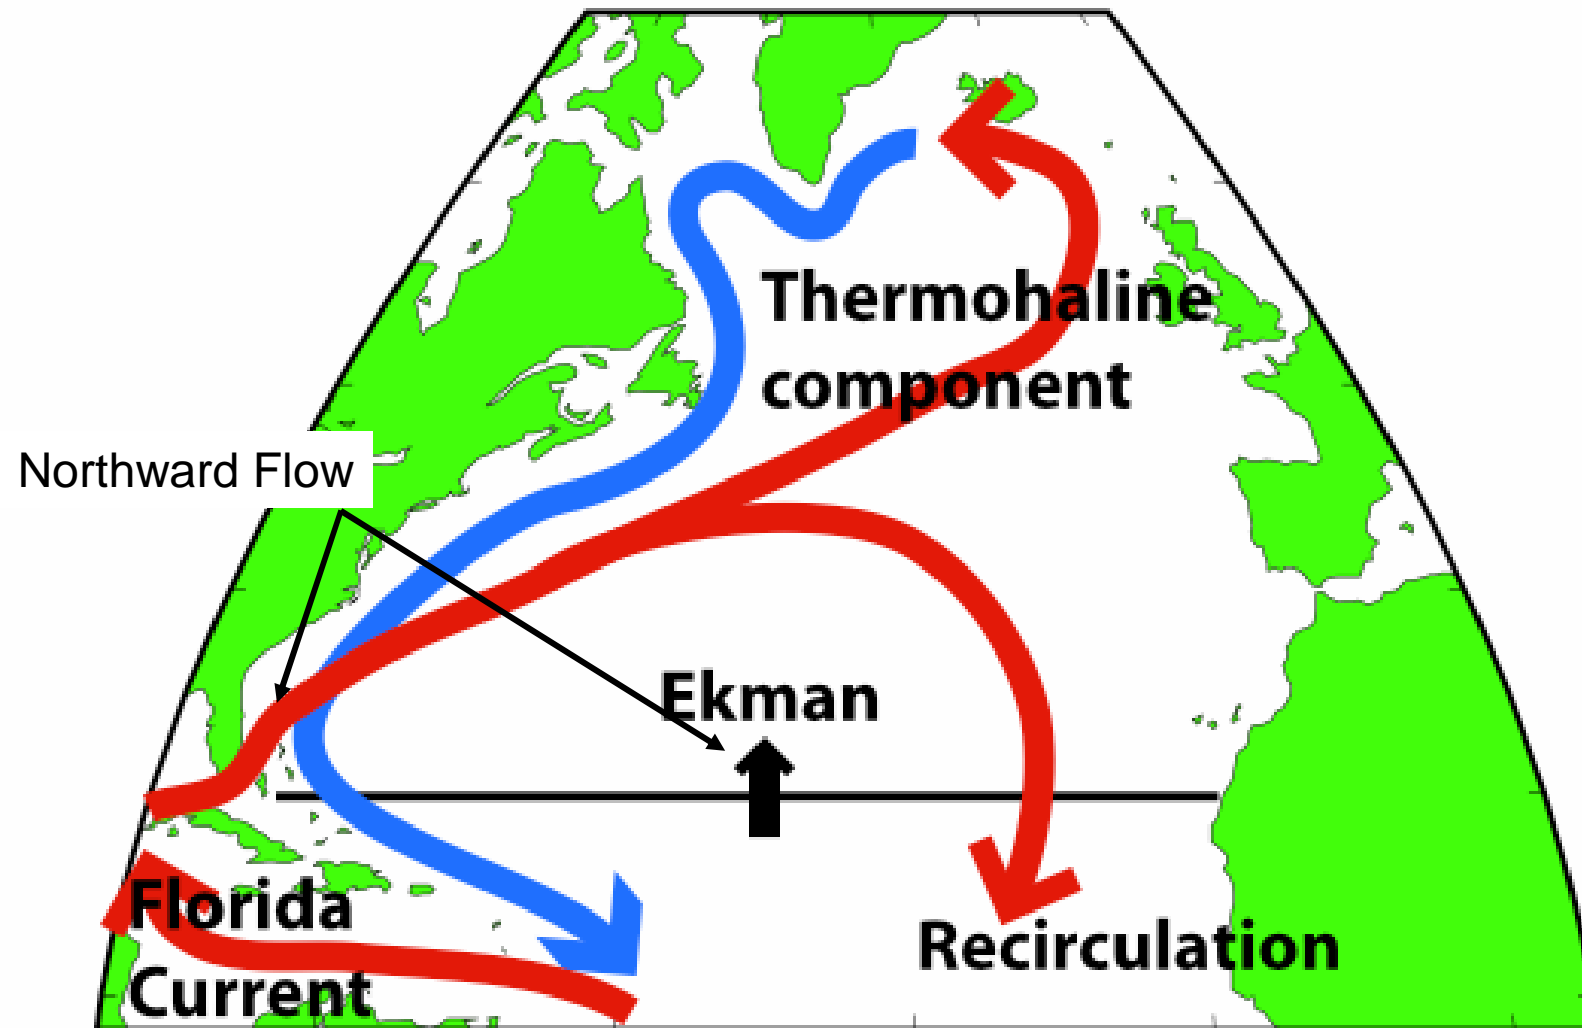 Thermohaline
component
Northward Flow
Ekman
Florida
Current
Recirculation